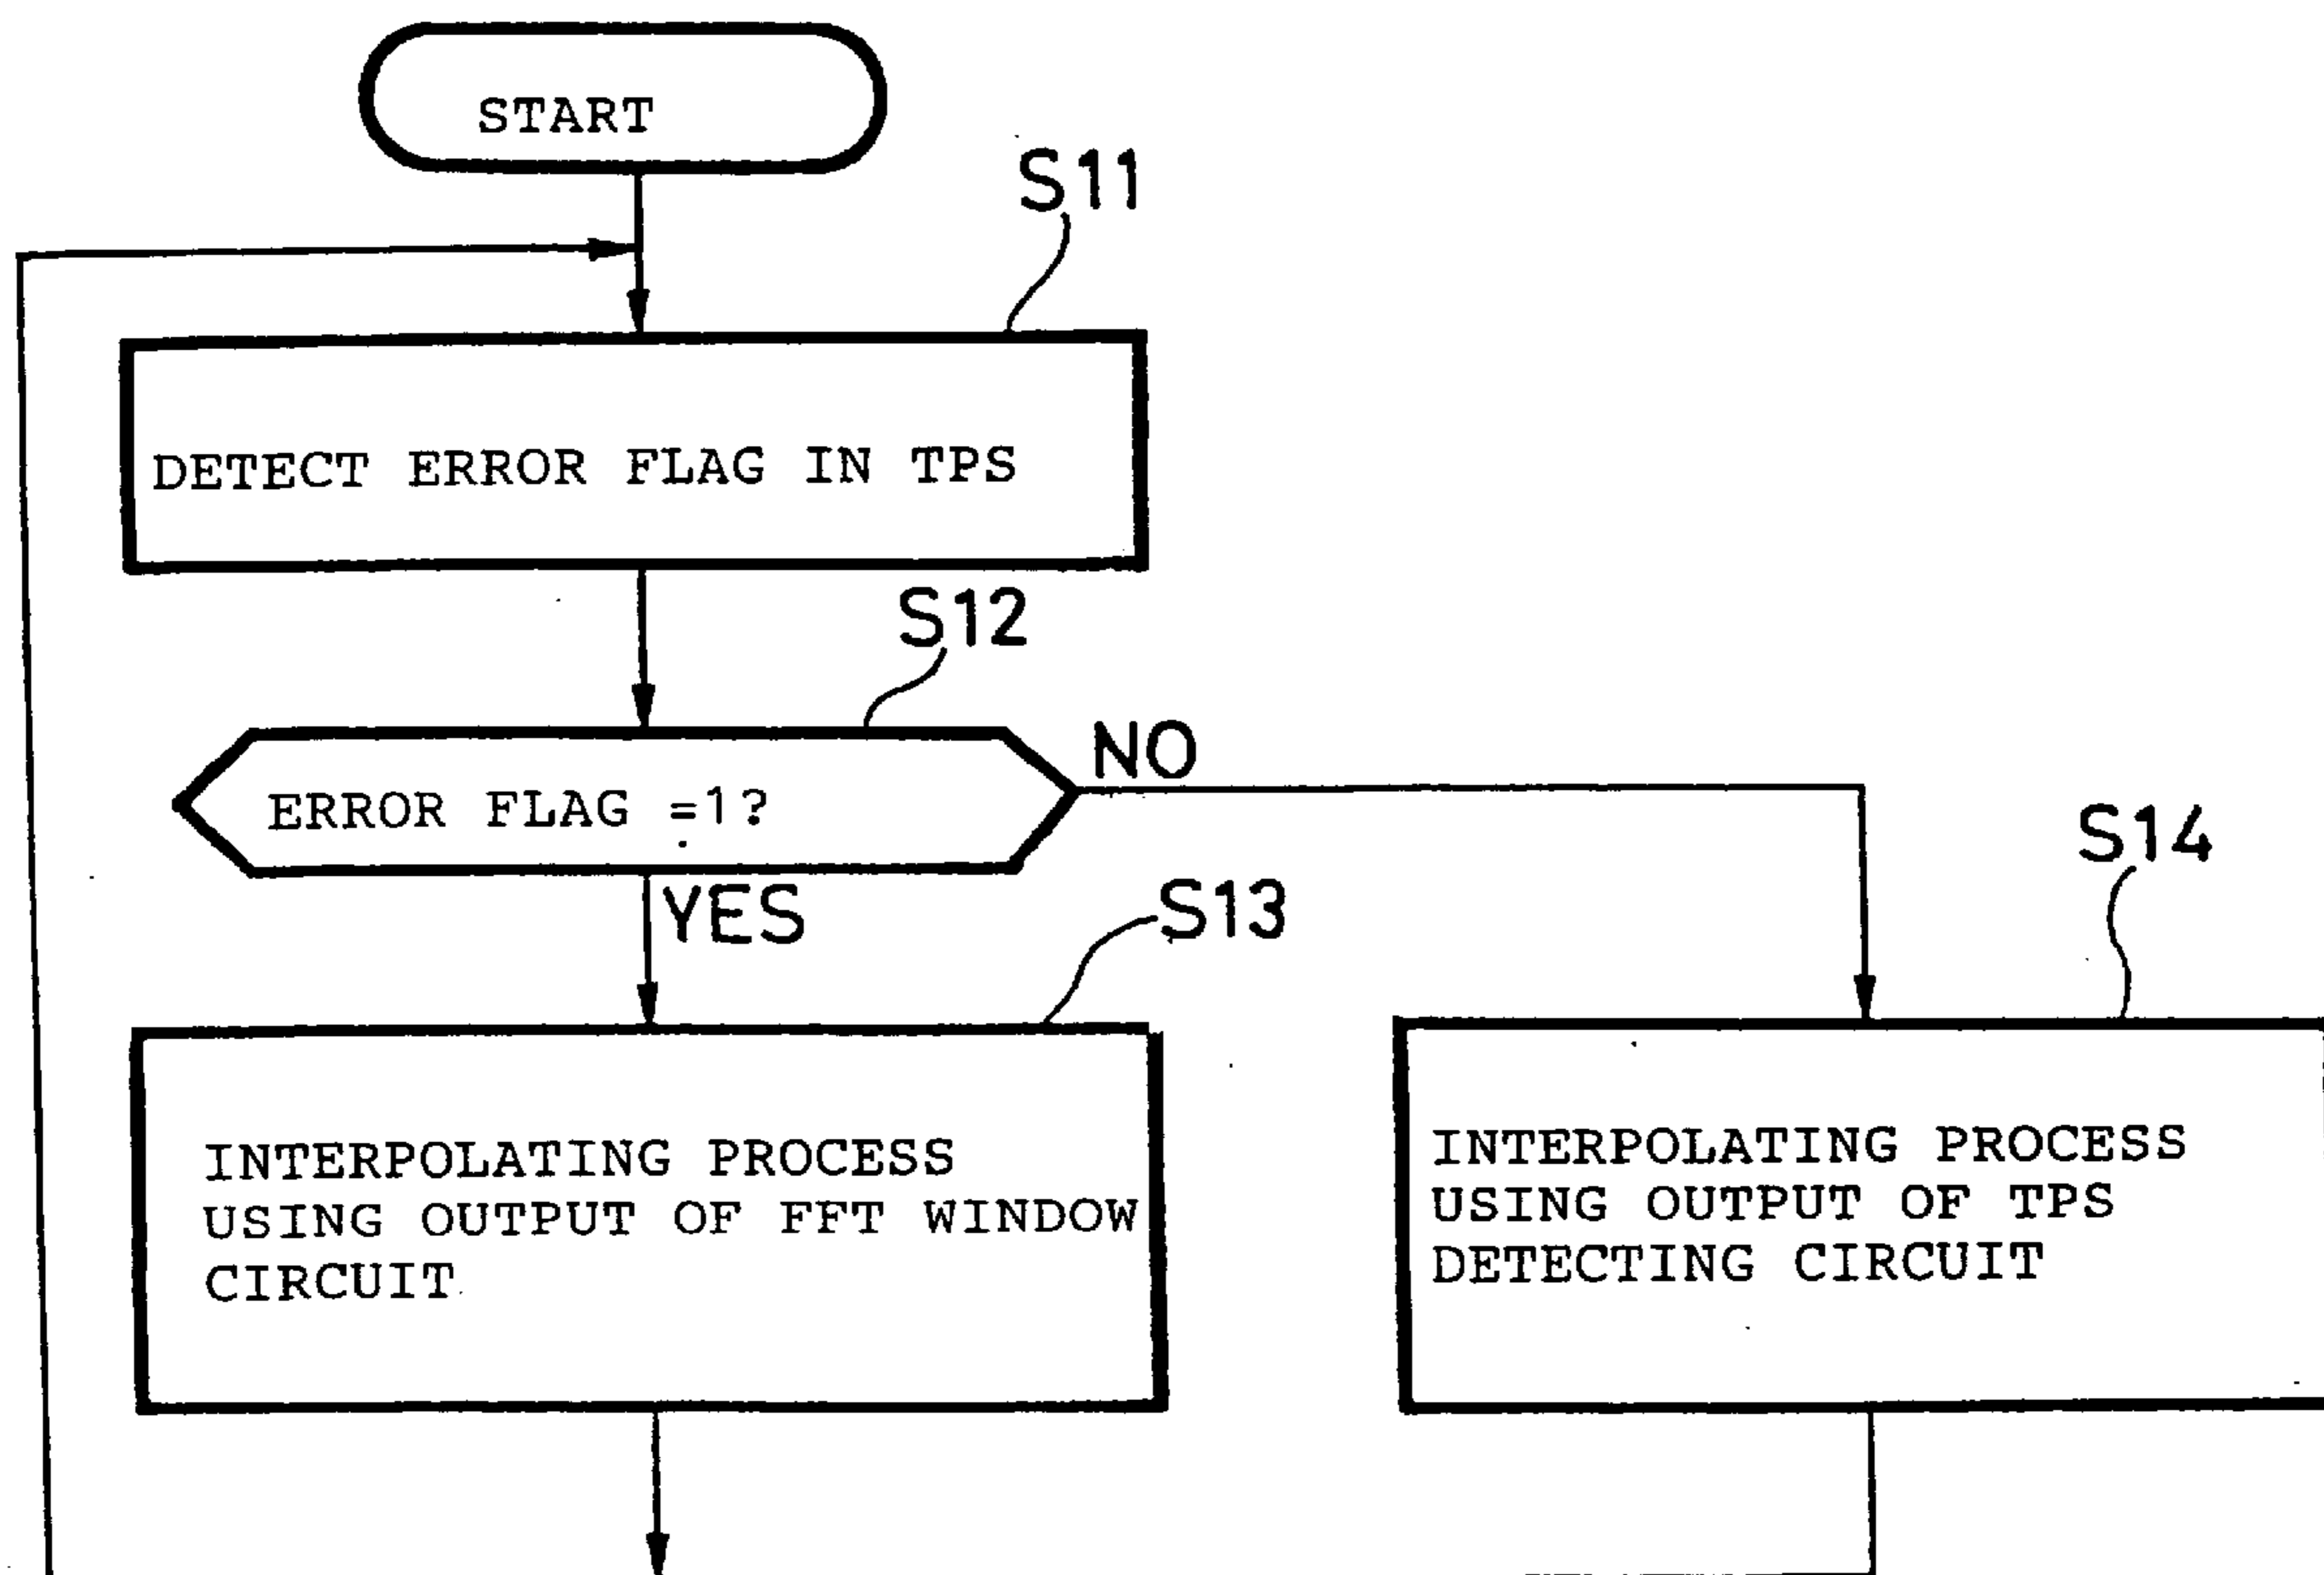 START
S11
DETECT ERROR FLAG IN TPS
S12
ERROR FLAG =1?
NO
YES
S13
S14
INTERPOLATING PROCESS
USING OUTPUT OF FFT WINDOW
CIRCUIT
INTERPOLATING PROCESS
USING OUTPUT OF TPS
DETECTING CIRCUIT